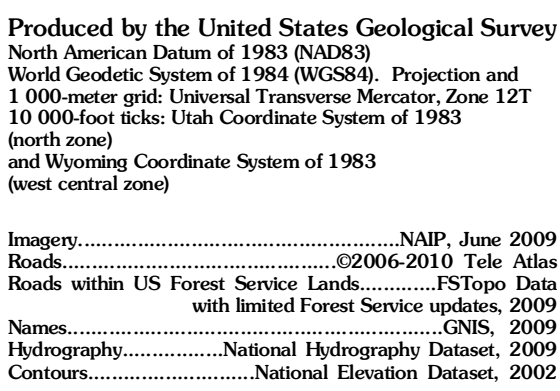 Produced by the United States Geological Survey
North American Datum of 1983 (NAD83)
World Geodetic System of 1984 (WGS84). Projection and
1 000-meter grid: Universal Transverse Mercator, Zone 12T
10 000-foot ticks: Utah Coordinate System of 1983
(north zone)
and Wyoming Coordinate System of 1983
(west central zone)
Imagery......................................................NAIP, June 2009
Roads..............................................©2006-2010 Tele Atlas
Roads within US Forest Service Lands.............FSTopo Data
with limited Forest Service updates, 2009
Names...............................................................GNIS, 2009
Hydrography.................National Hydrography Dataset, 2009
Contours............................National Elevation Dataset, 2002